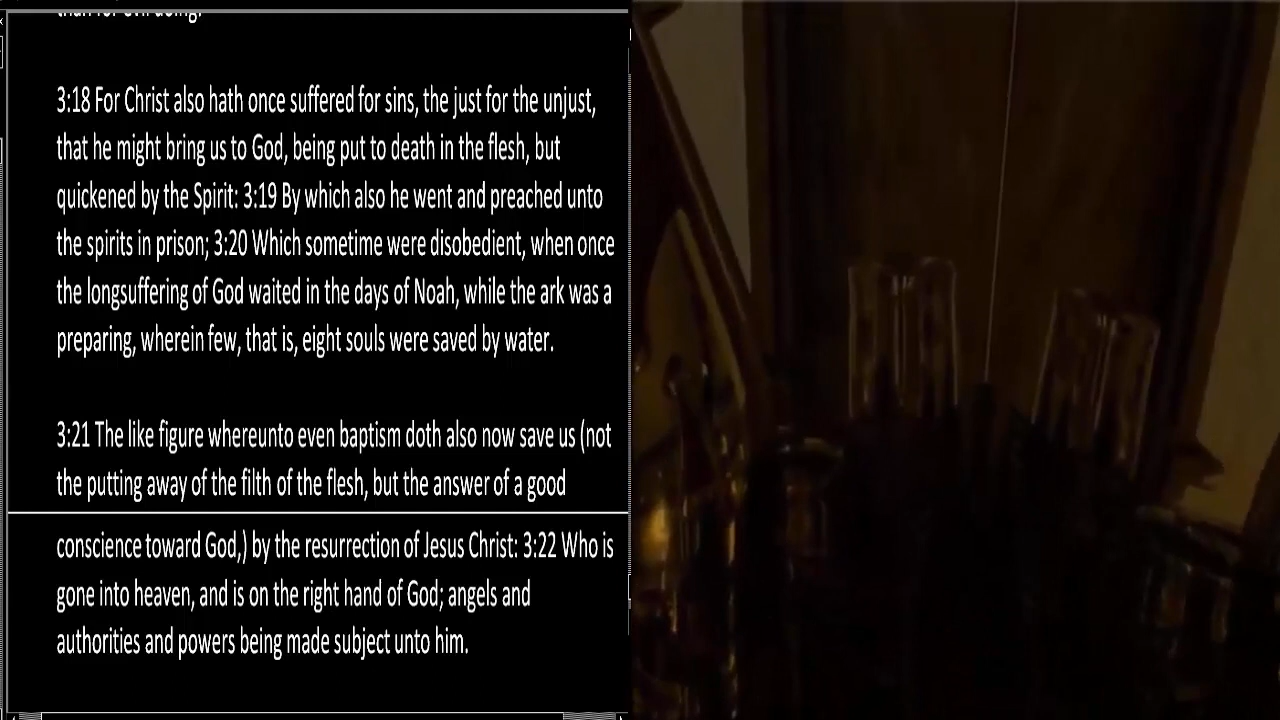 than for evil doing.
3:18 For Christ also hath once suffered for sins, the just for the unjust,
that he might bring us to God, being put to death in the flesh, but
quickened by the Spirit: 3:19 By which also he went and preached unto
the spirits in prison; 3:20 Which sometime were disobedient, when once
the longsuffering of God waited in the days of Noah, while the ark was a
preparing, wherein few, that is, eight souls were saved by water.
3:21 The like figure whereunto even baptism doth also now save us (not
the putting away of the filth of the flesh, but the answer of a good
conscience toward God,) by the resurrection of Jesus Christ: 3:22 Who is
gone into heaven, and is on the right hand of God; angels and
authorities and powers being made subject unto him.